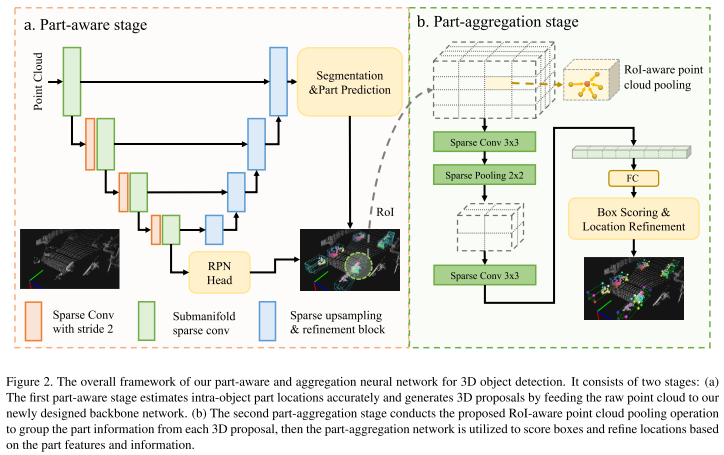 a. Part-aware stage
Point Cloud
Segmentation
&Part Prediction
RoI
RPN
Head
Sparse Conv
with stride 2
Submanifold
sparse conv
Sparse upsampling
& refinement block
b. Part-aggregation stage
RoI-aware point
cloud pooling
Sparse Conv 3x3
Sparse Pooling 2x2
Sparse Conv 3x3
FC
Box Scoring &
Location Refinement
Figure 2. The overall framework of our part-aware and aggregation neural network for 3D object detection. It consists of two stages: (a)
The first part-aware stage estimates intra-object part locations accurately and generates 3D proposals by feeding the raw point cloud to our
newly designed backbone network. (b) The second part-aggregation stage conducts the proposed RoI-aware point cloud pooling operation
to group the part information from each 3D proposal, then the part-aggregation network is utilized to score boxes and refine locations based
on the part features and information.